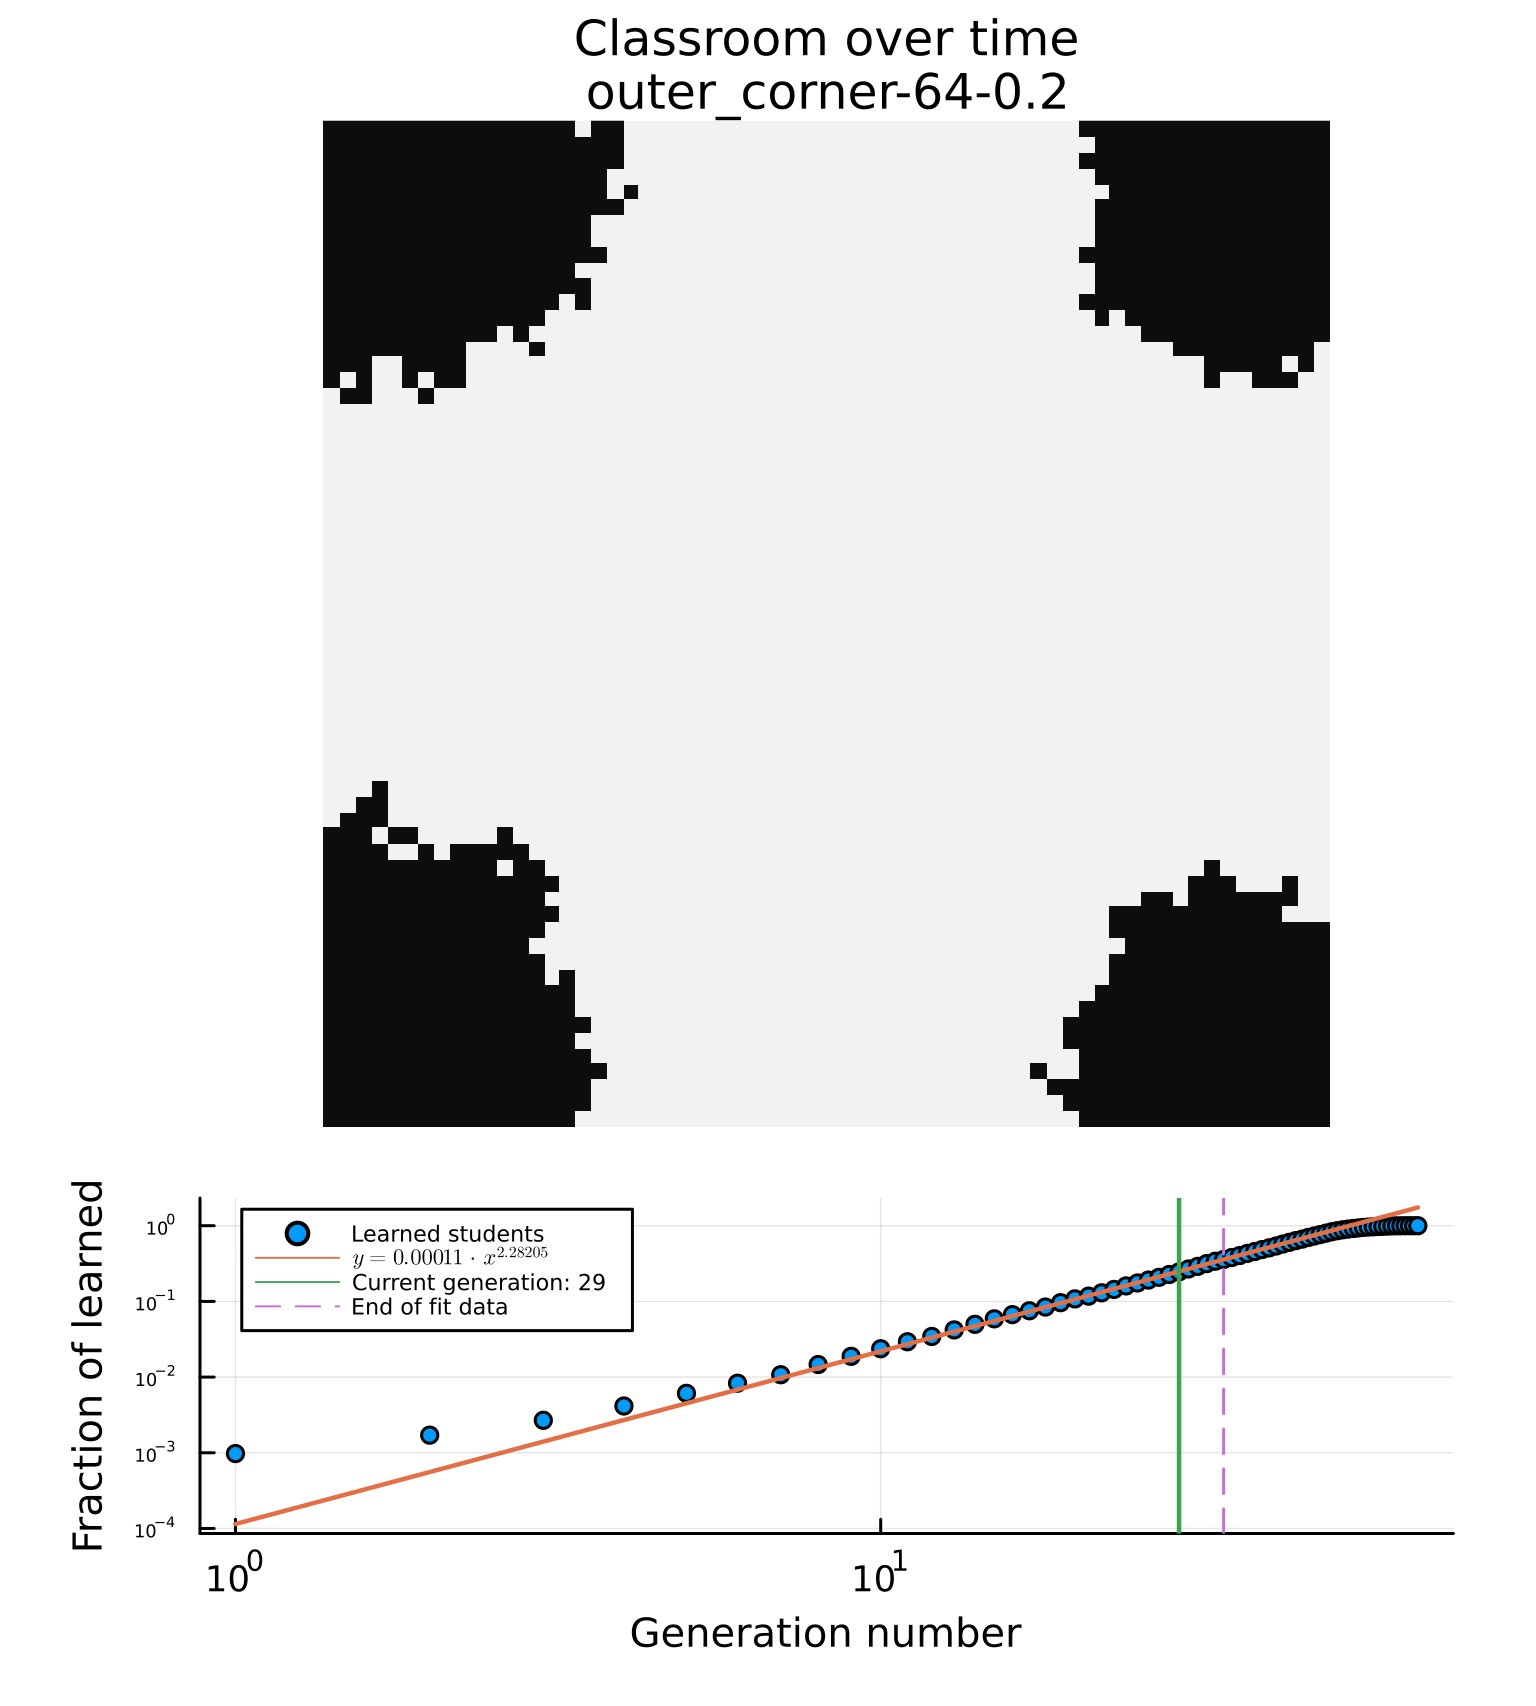 Classroom over time
outer_corner-64-0.2
Fraction of learned
10^0
10^-1
10^-2
10^-3
10^-4
Learned students
y = 0.00011 · x^2.28205
Current generation: 29
End of fit data
10^0
10^1
Generation number